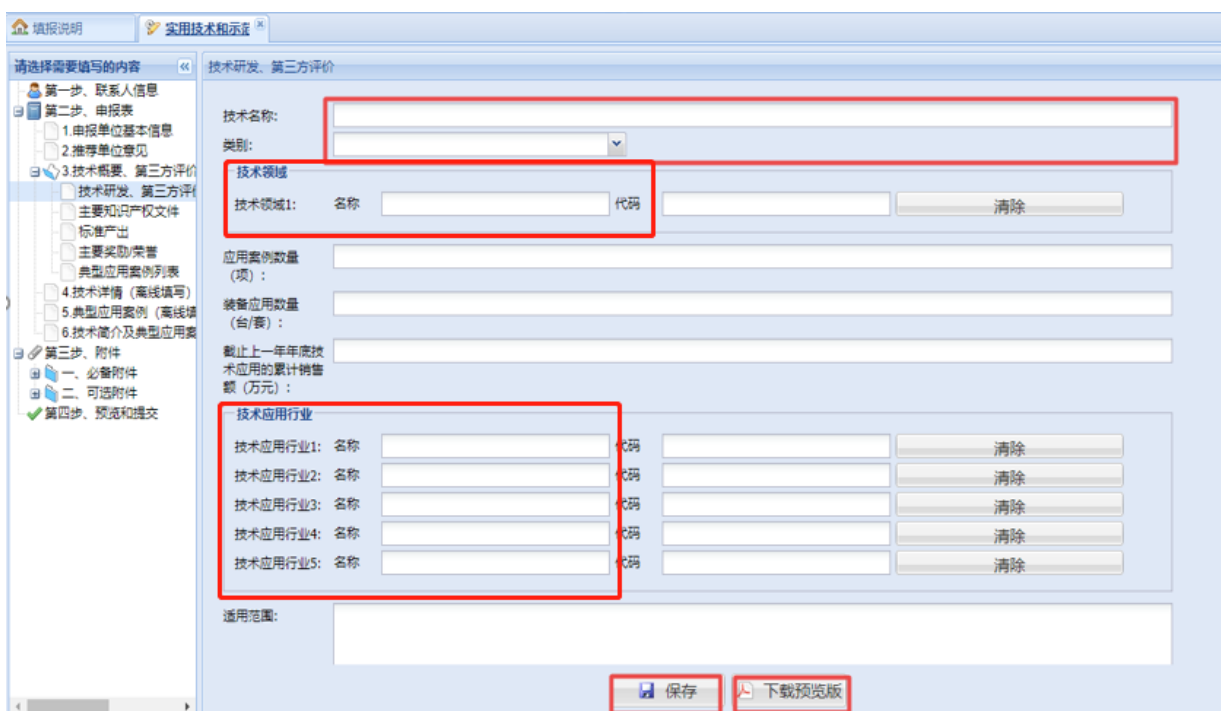 填报说明
实用技术和示范
请选择需要填写的内容
技术研发、第三方评价
第一步、联系人信息
第二步、申报表
1.申报单位基本信息
2.推荐单位意见
3.技术概要、第三方评价
技术研发、第三方评
主要知识产权文件
标准产出
主要奖励/荣誉
典型应用案例列表
4.技术详情（离线填写）
5.典型应用案例（离线填
6.技术简介及典型应用案
第三步、附件
一、必备附件
二、可选附件
第四步、预览和提交
技术名称:
类别:
技术领域
技术领域1: 名称 代码 清除
应用案例数量
（项）:
装备应用数量
（台/套）:
截止上一年年底技
术应用的累计销售
额（万元）:
技术应用行业
技术应用行业1: 名称 代码 清除
技术应用行业2: 名称 代码 清除
技术应用行业3: 名称 代码 清除
技术应用行业4: 名称 代码 清除
技术应用行业5: 名称 代码 清除
适用范围:
保存 下载预览版